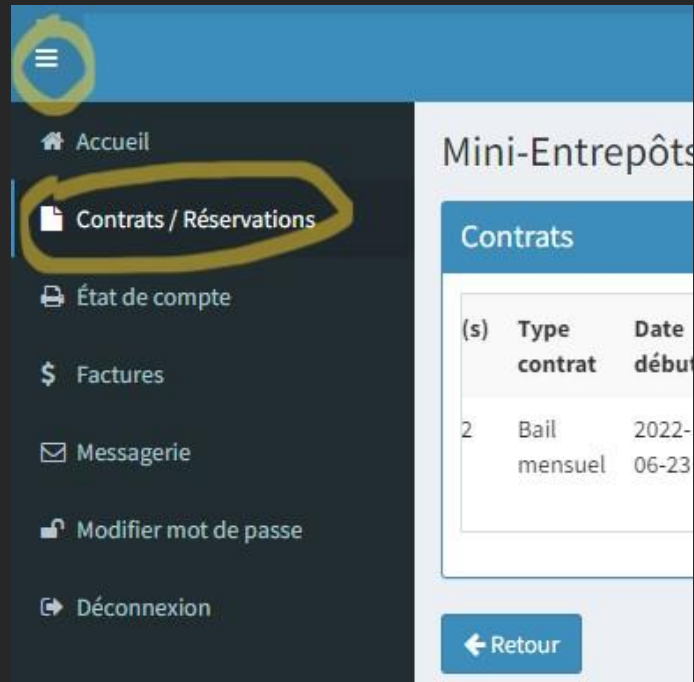 Accueil
Contrats / Réservations
État de compte
Factures
Messagerie
Modifier mot de passe
Déconnexion
Mini-Entrepôts
Contrats
(s) Type Date
contrat début
2 Bail 2022-
mensuel 06-23
Retour